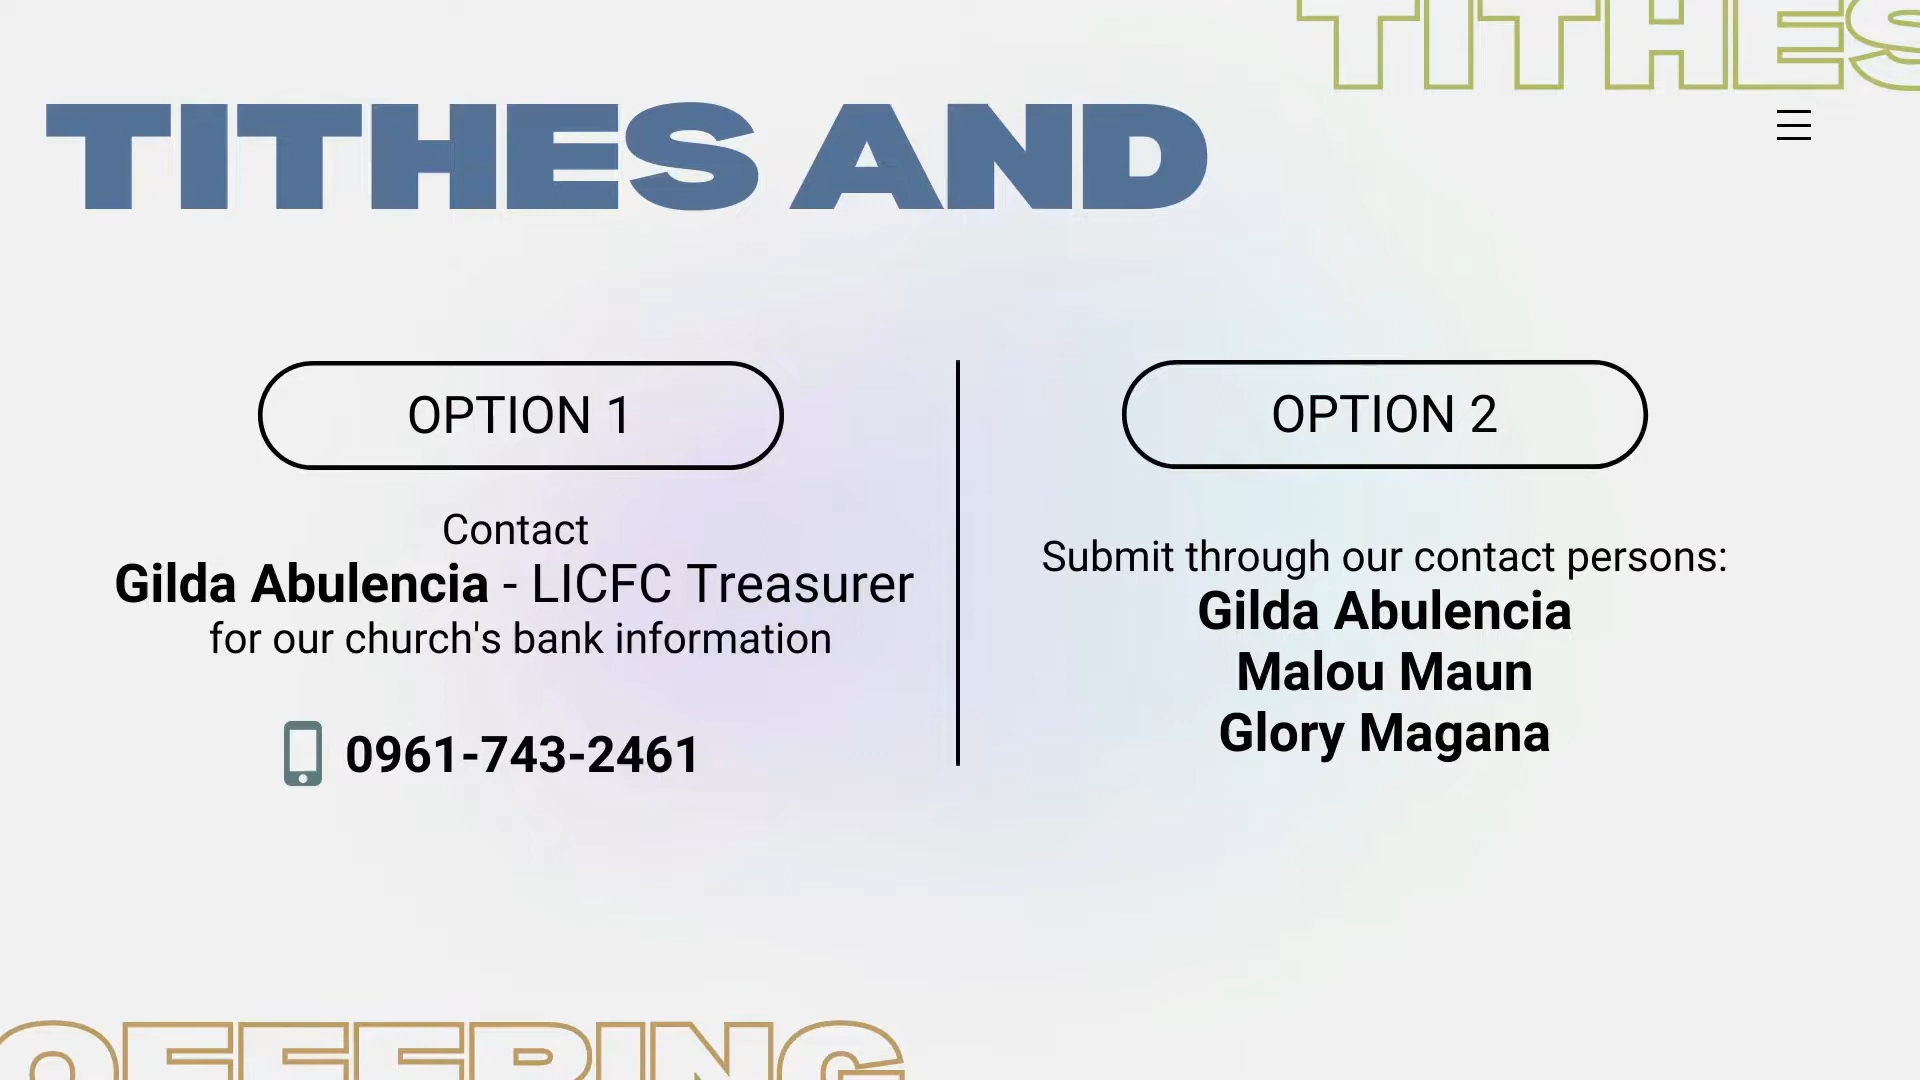 TITHES
TITHES AND
OPTION 1
Contact
Gilda Abulencia - LICFC Treasurer
for our church's bank information
0961-743-2461
OPTION 2
Submit through our contact persons:
Gilda Abulencia
Malou Maun
Glory Magana
OFFERING